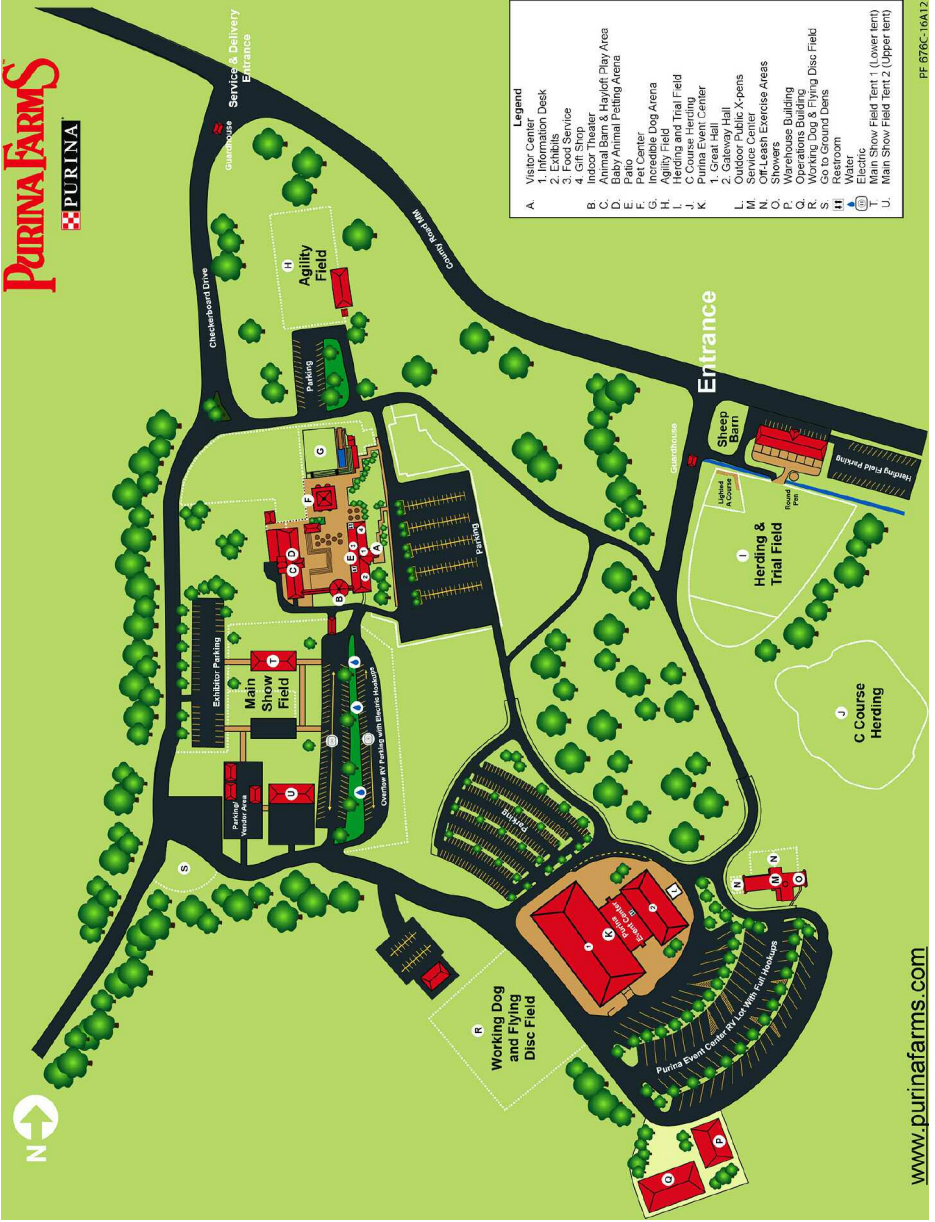 PURINA FARMS™
PURINA®
Service & Delivery
Entrance
Guardhouse
Checkerboard Drive
County Road MM
H
Agility
Field
Parking
G
F
C
D
E
3
4
1
2
A
B
Parking
Exhibitor Parking
T
Main
Show
Field
Overflow RV Parking with Electric Hookups
Parking/
Vendor Area
U
S
Parking
Entrance
Guardhouse
Sheep
Barn
Lighted
A Course
Round
Pen
Herding Field Parking
I
Herding &
Trial Field
J
C Course
Herding
K
Purina
Event Center
1
2
L
N
N
M
O
Purina Event Center RV Lot With Full Hookups
R
Working Dog
and Flying
Disc Field
Q
P
N
Legend
A. Visitor Center
1. Information Desk
2. Exhibits
3. Food Service
4. Gift Shop
B. Indoor Theater
C. Animal Barn & Hayloft Play Area
D. Baby Animal Petting Arena
E. Patio
F. Pet Center
G. Incredible Dog Arena
H. Agility Field
I. Herding and Trial Field
J. C Course Herding
K. Purina Event Center
1. Great Hall
2. Gateway Hall
L. Outdoor Public X-pens
M. Service Center
N. Off-Leash Exercise Areas
O. Showers
P. Warehouse Building
Q. Operations Building
R. Working Dog & Flying Disc Field
S. Go to Ground Dens
Restroom
Water
Electric
T. Main Show Field Tent 1 (Lower tent)
U. Main Show Field Tent 2 (Upper tent)
www.purinafarms.com
PF 676C-16A12